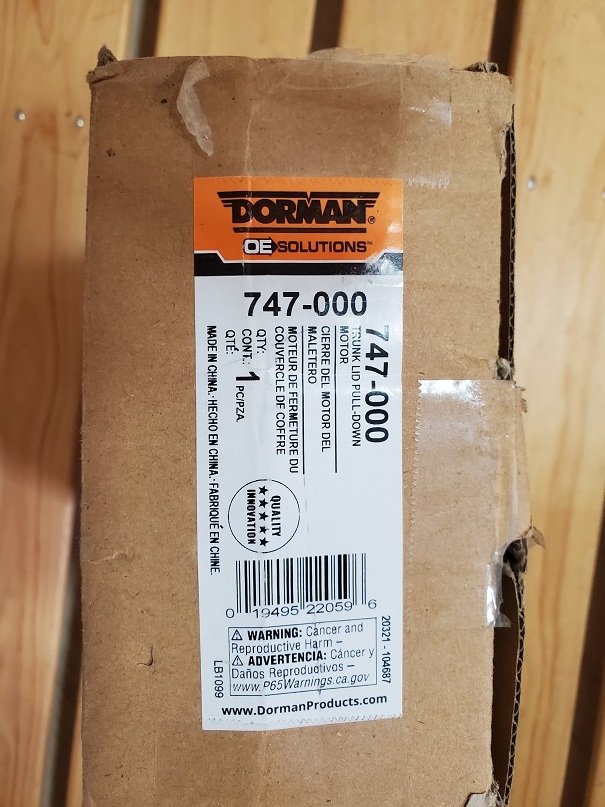 DORMAN®
OE SOLUTIONS™
747-000
747-000
TRUNK LID PULL-DOWN
MOTOR
CIERRE DEL MOTOR DEL
MALETERO
MOTEUR DE FERMETURE DU
COUVERCLE DE COFFRE
QTY:
CONT.: 1 PC/PZA.
QTÉ:
MADE IN CHINA. HECHO EN CHINA. FABRIQUÉ EN CHINE.
QUALITY
★★★★★
INNOVATION
0 19495 22059 6
⚠ WARNING: Cancer and
Reproductive Harm –
⚠ ADVERTENCIA: Cáncer y
Daños Reproductivos –
www.P65Warnings.ca.gov
20321 - 104687
LB1099
www.DormanProducts.com